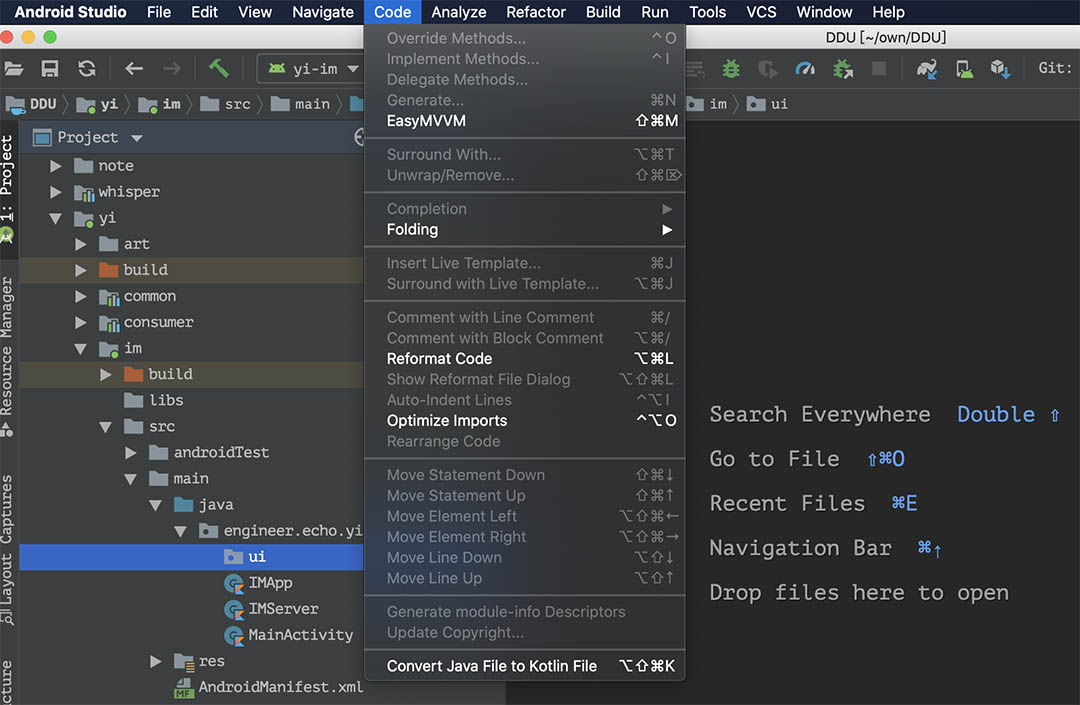 Android Studio File Edit View Navigate Code Analyze Refactor Build Run Tools VCS Window Help
DDU [~/own/DDU]
yi-im Git:
DDU yi im src main im ui
Project
1: Project
Resource Manager
Layout Captures
cture
note
whisper
yi
art
build
common
consumer
im
build
libs
src
androidTest
main
java
engineer.echo.yi
ui
IMApp
IMServer
MainActivity
res
MF AndroidManifest.xml
Override Methods... ^O
Implement Methods... ^I
Delegate Methods...
Generate... ⌘N
EasyMVVM ⇧⌘M
Surround With... ⌥⌘T
Unwrap/Remove... ⇧⌘⌦
Completion ▶
Folding ▶
Insert Live Template... ⌘J
Surround with Live Template... ⌥⌘J
Comment with Line Comment ⌘/
Comment with Block Comment ⌥⌘/
Reformat Code ⌥⌘L
Show Reformat File Dialog ⌥⇧⌘L
Auto-Indent Lines ^⌥I
Optimize Imports ^⌥O
Rearrange Code
Move Statement Down ⇧⌘↓
Move Statement Up ⇧⌘↑
Move Element Left ⌥⇧⌘←
Move Element Right ⌥⇧⌘→
Move Line Down ⌥⇧↓
Move Line Up ⌥⇧↑
Generate module-info Descriptors
Update Copyright...
Convert Java File to Kotlin File ⌥⇧⌘K
Search Everywhere Double ⇧
Go to File ⇧⌘O
Recent Files ⌘E
Navigation Bar ⌘↑
Drop files here to open